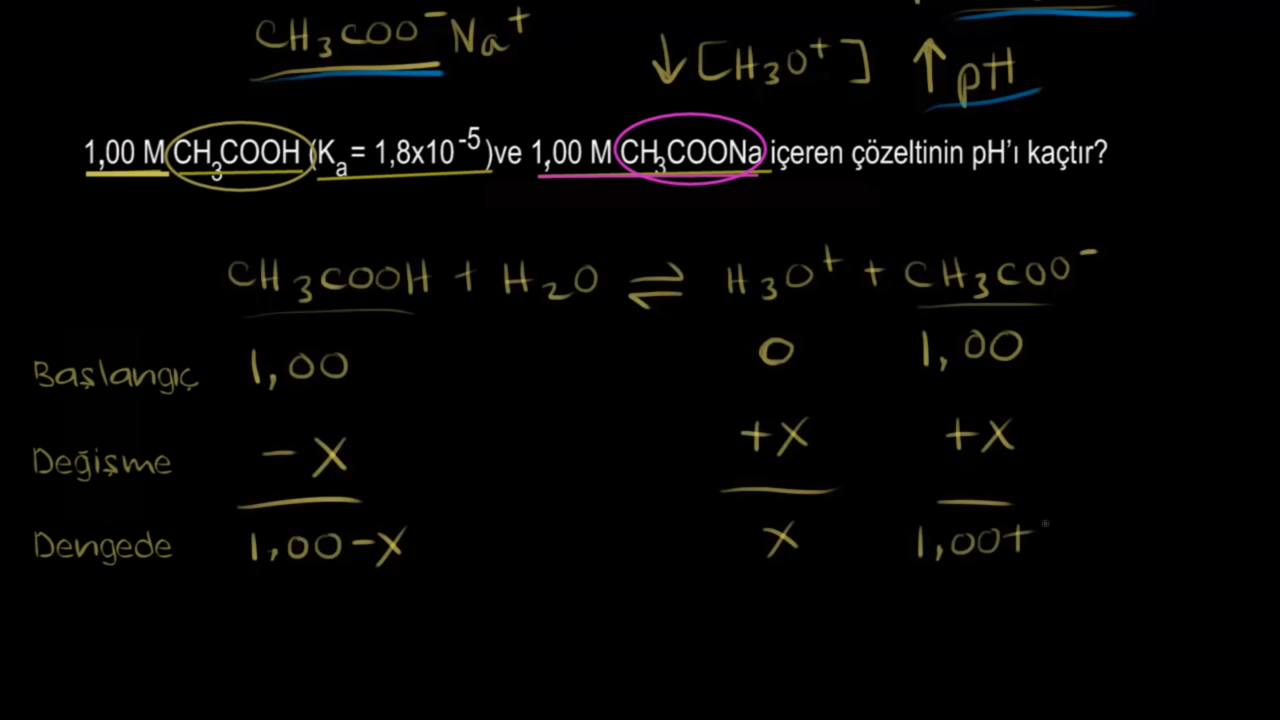 CH₃COO⁻Na⁺
↓[H₃O⁺] ↑pH
1,00 M CH₃COOH (Kₐ = 1,8x10⁻⁵)ve 1,00 M CH₃COONa içeren çözeltinin pH'ı kaçtır?
CH₃COOH + H₂O ⇌ H₃O⁺ + CH₃COO⁻
Başlangıç 1,00 0 1,00
Değişme -X +X +X
Dengede 1,00-X X 1,00+